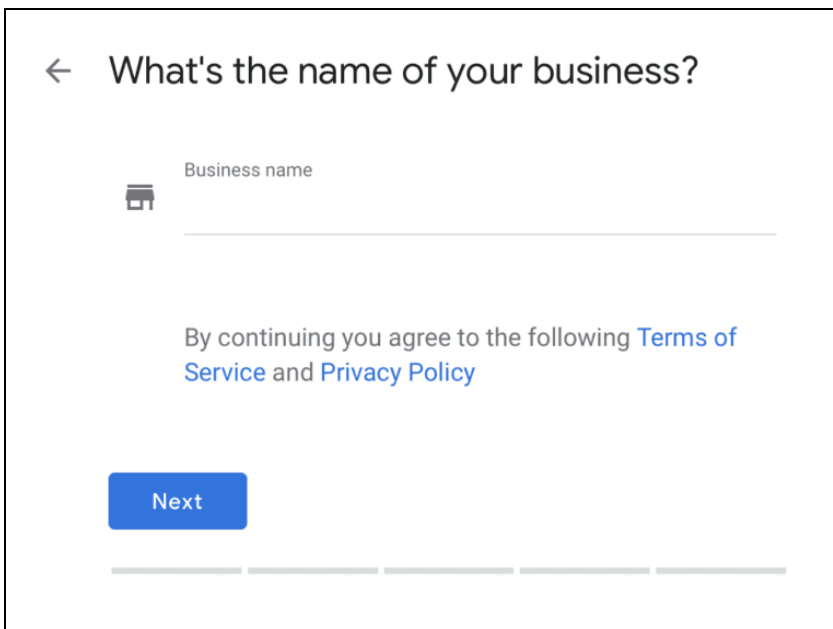 What's the name of your business?
Business name
By continuing you agree to the following Terms of
Service and Privacy Policy
Next